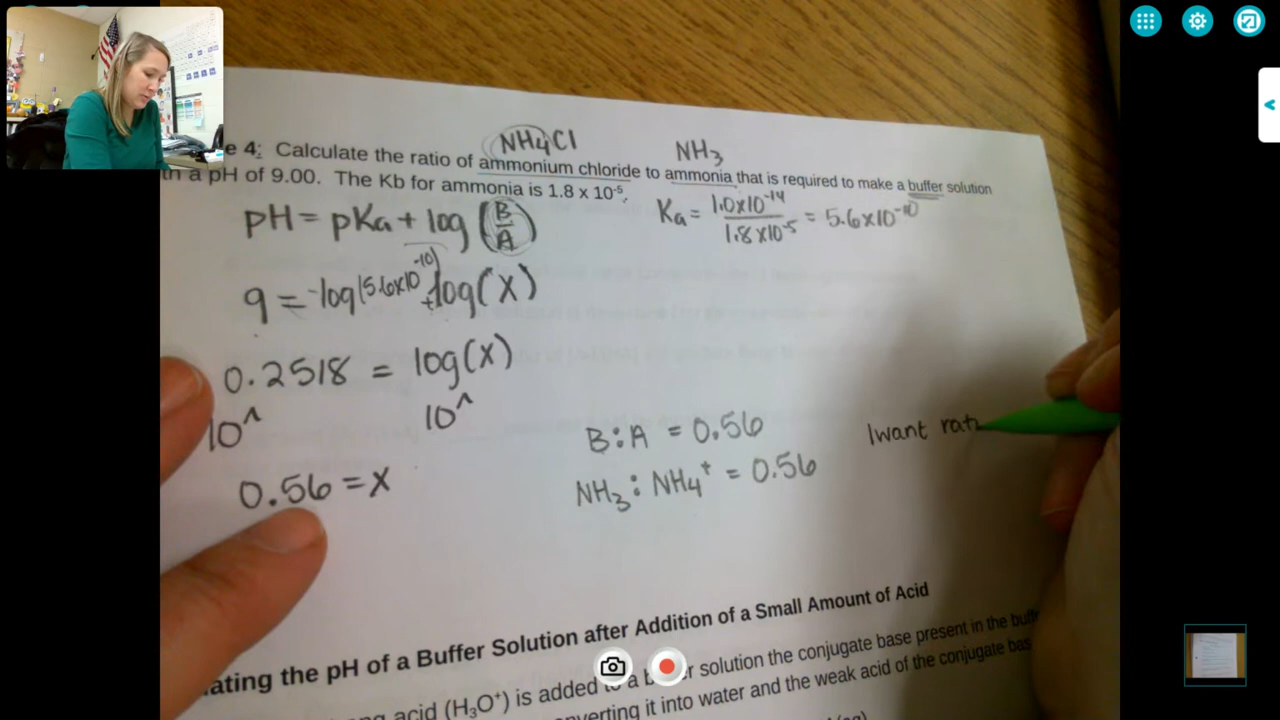 NH4Cl NH3
e 4: Calculate the ratio of ammonium chloride to ammonia that is required to make a buffer solution
a pH of 9.00. The Kb for ammonia is 1.8 x 10-5.
pH = pKa + log (B/A)
Ka = 1.0x10-14 / 1.8x10-5 = 5.6x10-10
9 = -log(5.6x10-10) + log(x)
0.2518 = log(x)
10^ 10^
0.56 = x
B:A = 0.56
NH3:NH4+ = 0.56
I want rati
ating the pH of a Buffer Solution after Addition of a Small Amount of Acid
acid (H3O+) is added to a solution the conjugate base present in the buff
verting it into water and the weak acid of the conjugate bas